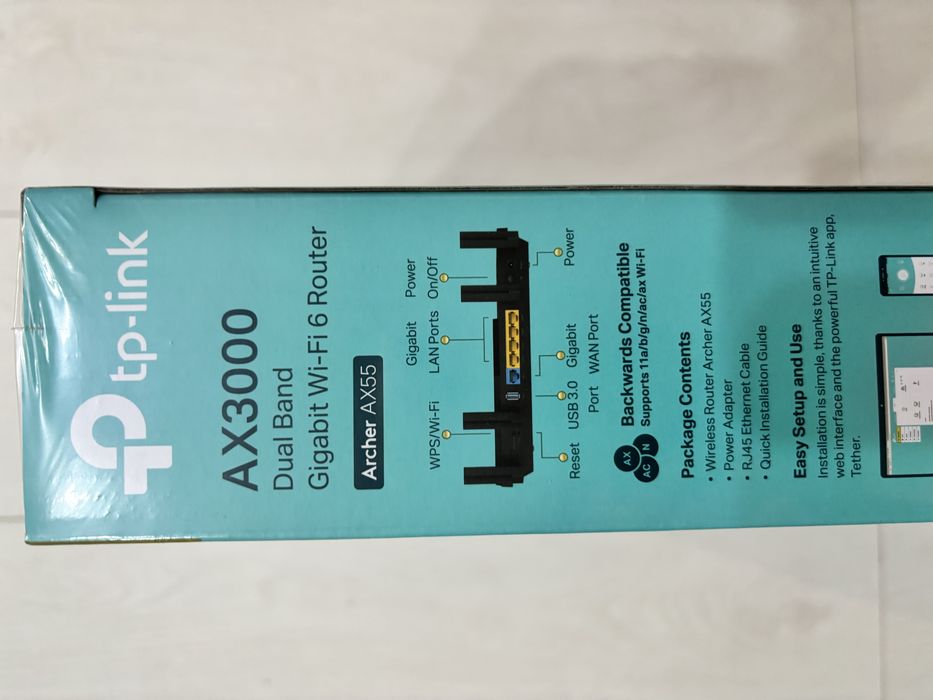 tp-link
AX3000
Dual Band
Gigabit Wi-Fi 6 Router
Archer AX55
WPS/Wi-Fi
Gigabit
LAN Ports
Power
On/Off
Reset
USB 3.0
Port
Gigabit
WAN Port
Power
AX
AC
N
Backwards Compatible
Supports 11a/b/g/n/ac/ax Wi-Fi
Package Contents
• Wireless Router Archer AX55
• Power Adapter
• RJ45 Ethernet Cable
• Quick Installation Guide
Easy Setup and Use
Installation is simple, thanks to an intuitive
web interface and the powerful TP-Link app,
Tether.